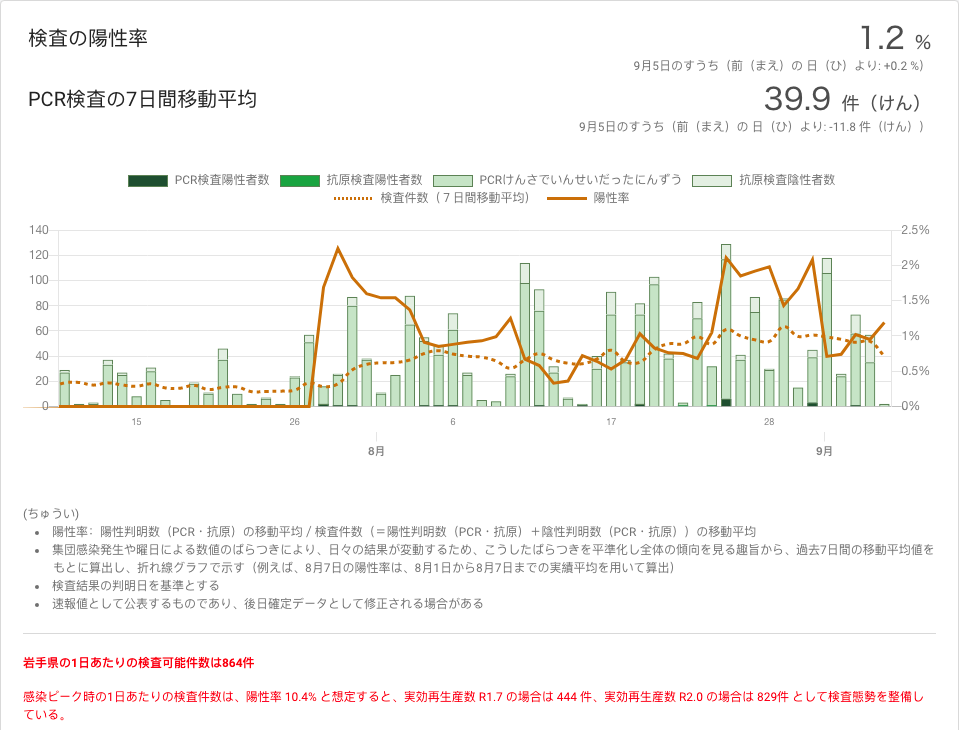 検査の陽性率
1.2 %
9月5日のすうち（前（まえ）の 日（ひ）より: +0.2 %）
PCR検査の7日間移動平均
39.9 件（けん）
9月5日のすうち（前（まえ）の 日（ひ）より: -11.8 件（けん））
PCR検査陽性者数 抗原検査陽性者数 PCRけんさでいんせいだったにんずう 抗原検査陰性者数
検査件数（７日間移動平均） 陽性率
140 2.5%
120 2%
100
80 1.5%
60 1%
40
20 0.5%
0 0%
15 26 6 17 28
8月 9月
(ちゅうい)
陽性率：陽性判明数（PCR・抗原）の移動平均 / 検査件数（＝陽性判明数（PCR・抗原）＋陰性判明数（PCR・抗原））の移動平均
集団感染発生や曜日による数値のばらつきにより、日々の結果が変動するため、こうしたばらつきを平準化し全体の傾向を見る趣旨から、過去7日間の移動平均値を
もとに算出し、折れ線グラフで示す（例えば、8月7日の陽性率は、8月1日から8月7日までの実績平均を用いて算出）
検査結果の判明日を基準とする
速報値として公表するものであり、後日確定データとして修正される場合がある
岩手県の1日あたりの検査可能件数は864件
感染ピーク時の1日あたりの検査件数は、陽性率 10.4% と想定すると、実効再生産数 R1.7 の場合は 444 件、実効再生産数 R2.0 の場合は 829件 として検査態勢を整備し
ている。